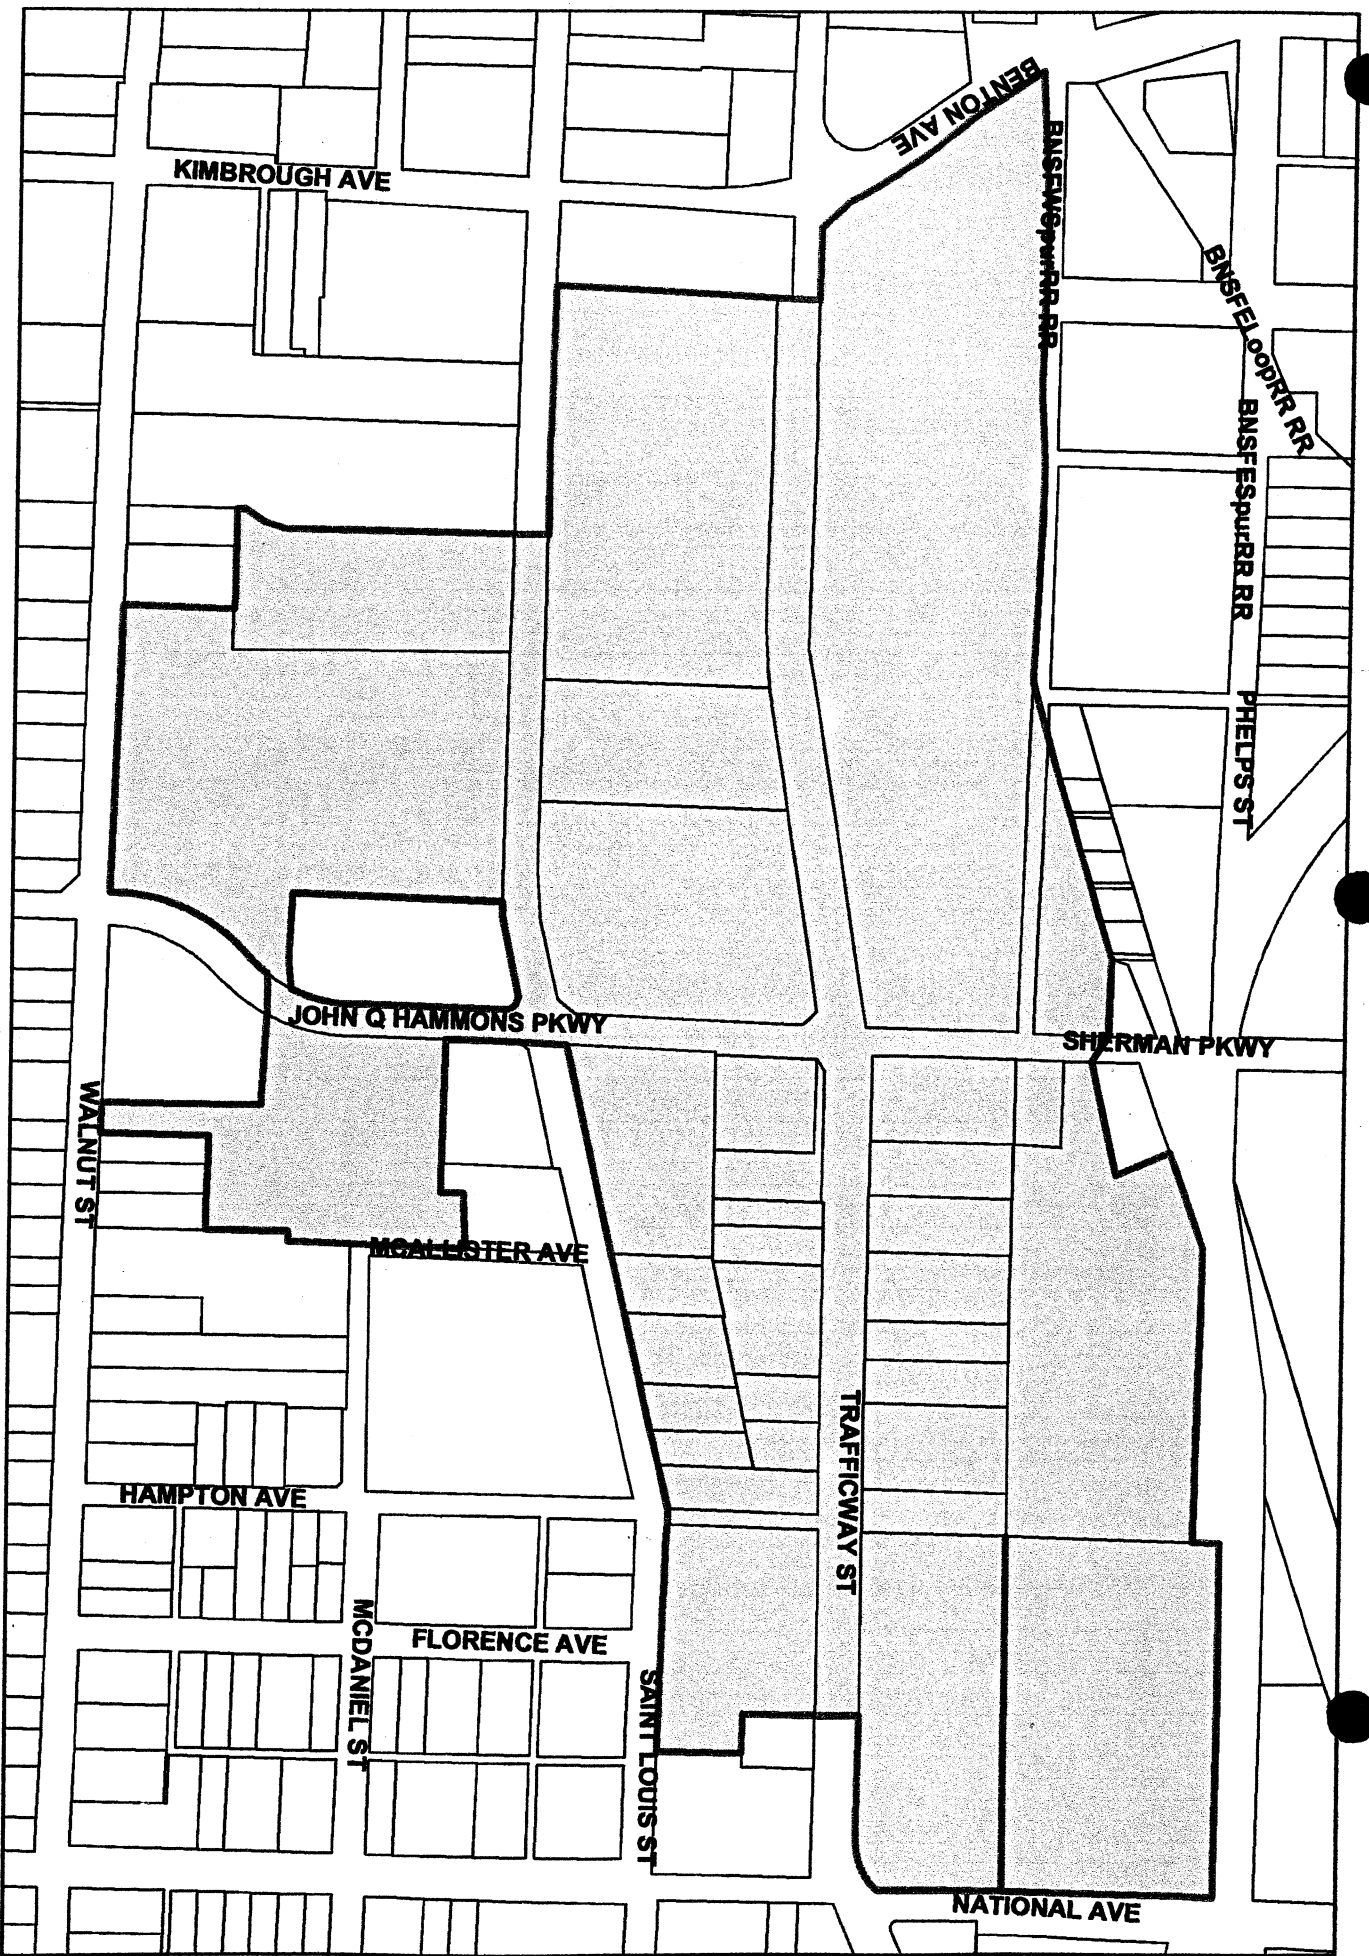 BENTON AVE
BNSFWSpurRR RR
KIMBROUGH AVE
BNSFELoopRR RR
BNSFESpurRR RR
PHELPS ST
JOHN Q HAMMONS PKWY
SHERMAN PKWY
WALNUT ST
MCALLISTER AVE
TRAFFICWAY ST
HAMPTON AVE
MCDANIEL ST
FLORENCE AVE
SAINT LOUIS ST
NATIONAL AVE